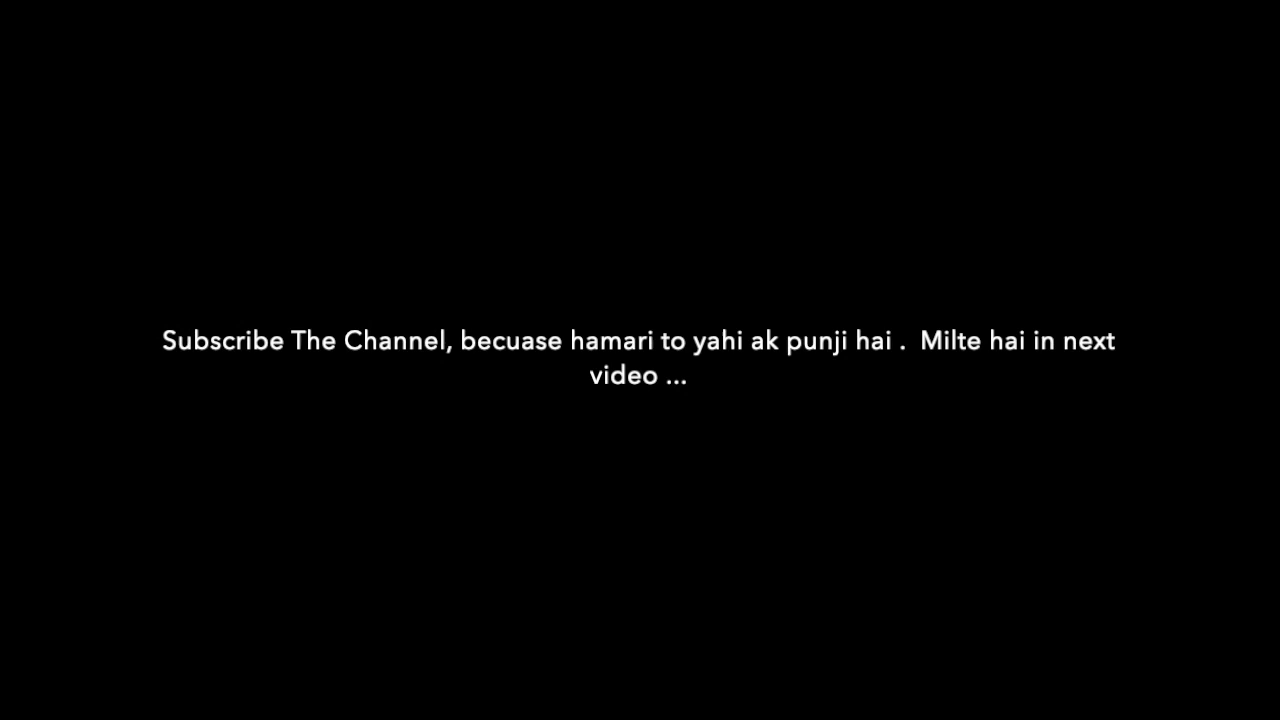 Subscribe The Channel, becuase hamari to yahi ak punji hai .  Milte hai in next
video ...